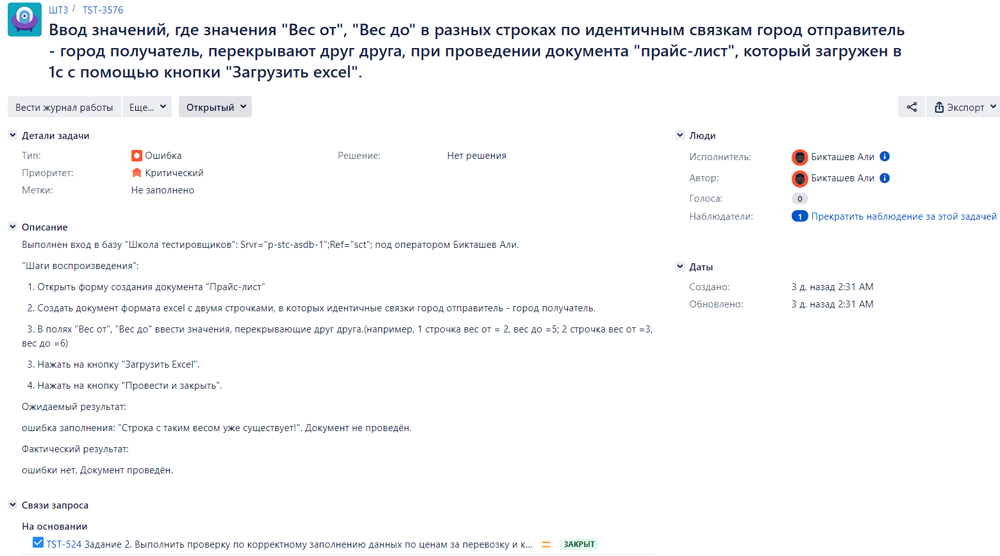 ШТ3 / TST-3576
Ввод значений, где значения "Вес от", "Вес до" в разных строках по идентичным связкам город отправитель
- город получатель, перекрывают друг друга, при проведении документа "прайс-лист", который загружен в
1с с помощью кнопки "Загрузить excel".
Вести журнал работы Еще... Открытый Экспорт
Детали задачи
Тип: Ошибка Решение: Нет решения
Приоритет: Критический
Метки: Не заполнено
Описание
Выполнен вход в базу "Школа тестировщиков": Srvr="p-stc-asdb-1";Ref="sct"; под оператором Бикташев Али.
"Шаги воспроизведения":
1. Открыть форму создания документа "Прайс-лист"
2. Создать документ формата excel с двумя строчками, в которых идентичные связки город отправитель - город получатель.
3. В полях "Вес от", "Вес до" ввести значения, перекрывающие друг друга.(например, 1 строчка вес от = 2, вес до =5; 2 строчка вес от =3,
вес до =6)
3. Нажать на кнопку "Загрузить Excel".
4. Нажать на кнопку "Провести и закрыть".
Ожидаемый результат:
ошибка заполнения: "Строка с таким весом уже существует!". Документ не проведён.
Фактический результат:
ошибки нет. Документ проведён.
Связи запроса
На основании
TST-524 Задание 2. Выполнить проверку по корректному заполнению данных по ценам за перевозку и к... ЗАКРЫТ
Люди
Исполнитель: Бикташев Али
Автор: Бикташев Али
Голоса: 0
Наблюдатели: 1 Прекратить наблюдение за этой задачей
Даты
Создано: 3 д. назад 2:31 AM
Обновлено: 3 д. назад 2:31 AM